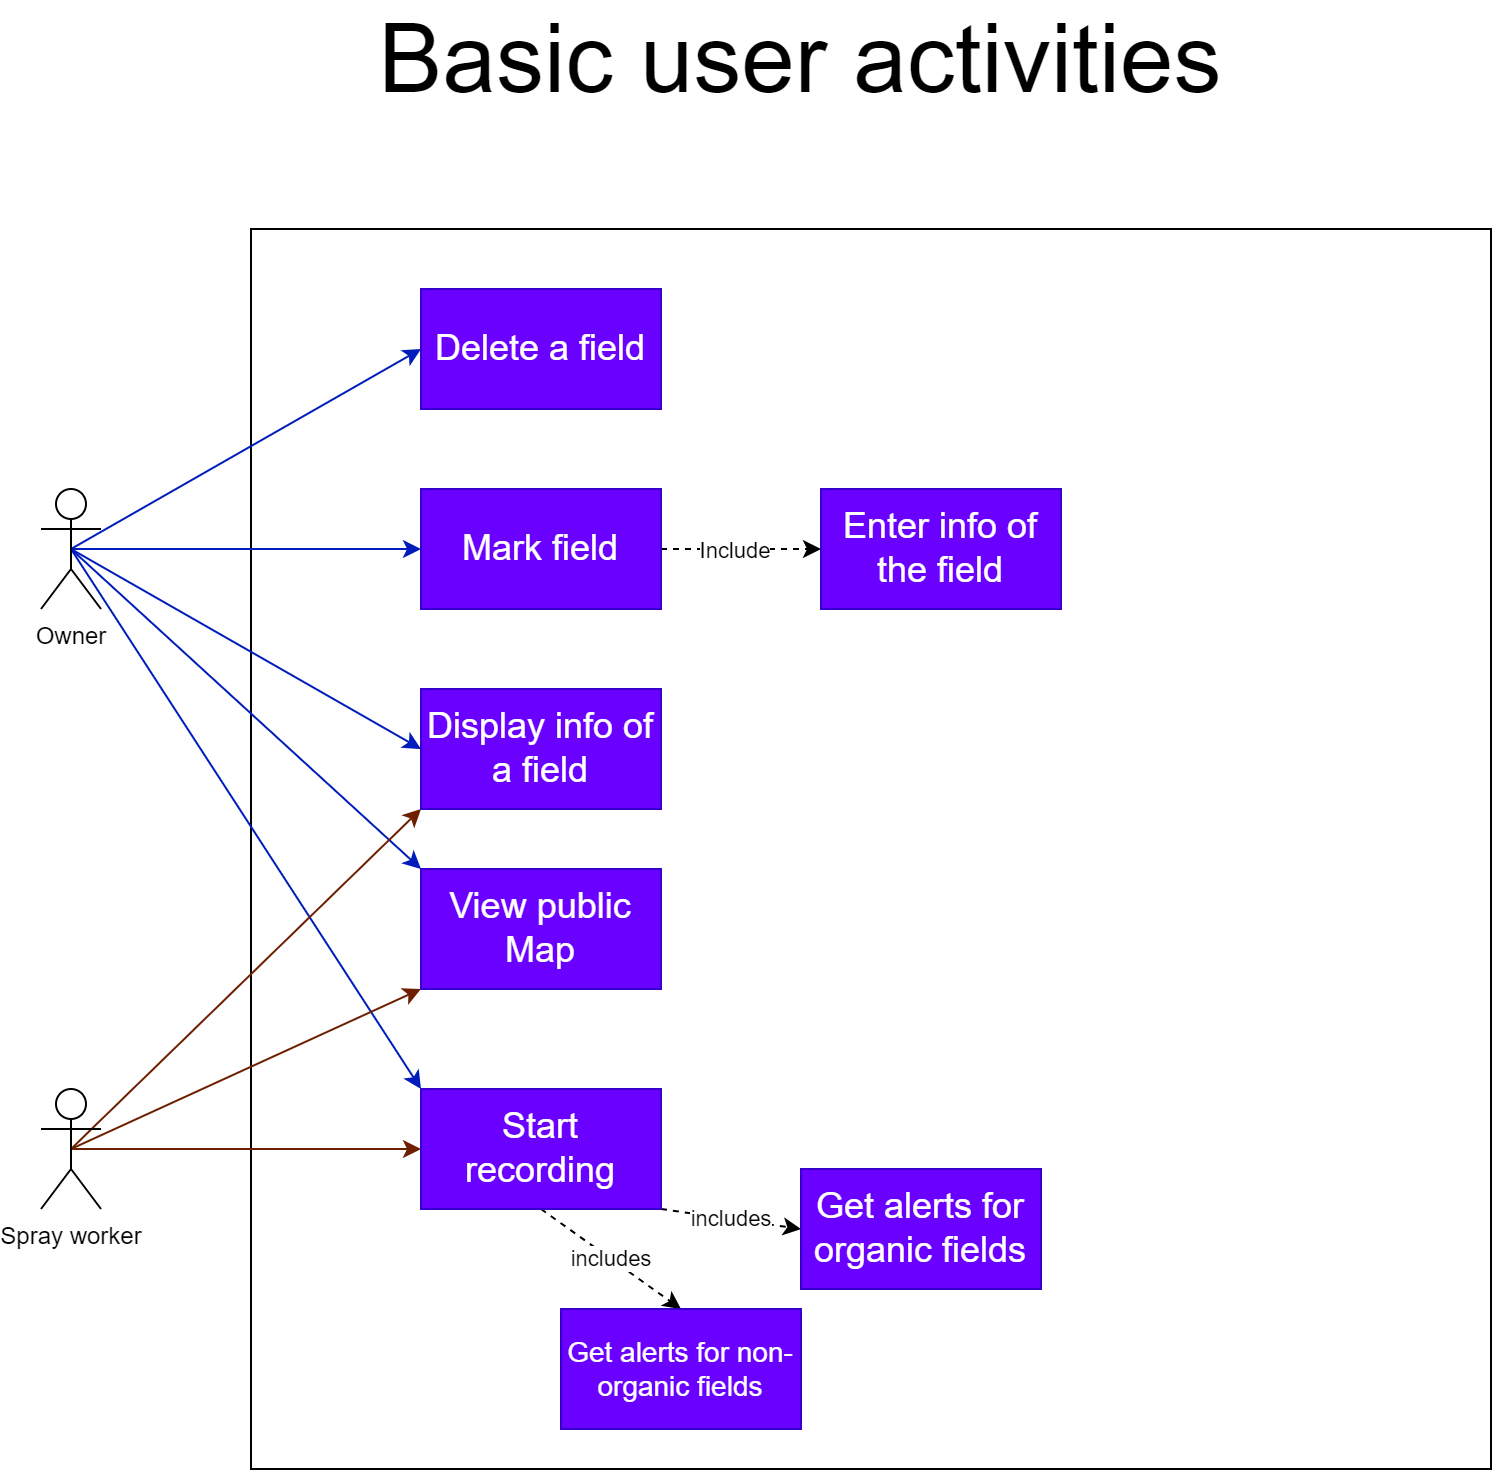 Basic user activities
Delete a field
Owner
Mark field
Include
Enter info of
the field
Display info of
a field
View public
Map
Spray worker
Start
recording
includes
includes
Get alerts for
organic fields
Get alerts for non-
organic fields